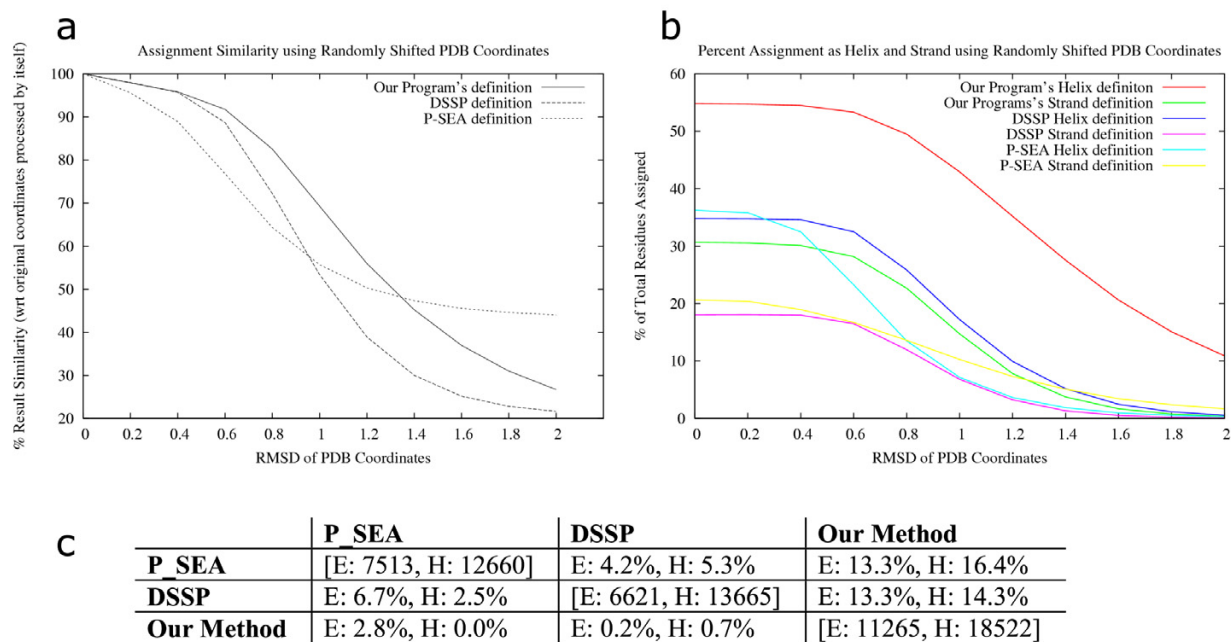 a
Assignment Similarity using Randomly Shifted PDB Coordinates
% Result Similarity (wrt original coordinates processed by itself)
100
90
80
70
60
50
40
30
20
Our Program's definition
DSSP definition
P-SEA definition
0 0.2 0.4 0.6 0.8 1 1.2 1.4 1.6 1.8 2
RMSD of PDB Coordinates
b
Percent Assignment as Helix and Strand using Randomly Shifted PDB Coordinates
% of Total Residues Assigned
60
50
40
30
20
10
0
Our Program's Helix definiton
Our Programs's Strand definition
DSSP Helix definition
DSSP Strand definition
P-SEA Helix definition
P-SEA Strand definition
0 0.2 0.4 0.6 0.8 1 1.2 1.4 1.6 1.8 2
RMSD of PDB Coordinates
c
P_SEA DSSP Our Method
P_SEA [E: 7513, H: 12660] E: 4.2%, H: 5.3% E: 13.3%, H: 16.4%
DSSP E: 6.7%, H: 2.5% [E: 6621, H: 13665] E: 13.3%, H: 14.3%
Our Method E: 2.8%, H: 0.0% E: 0.2%, H: 0.7% [E: 11265, H: 18522]